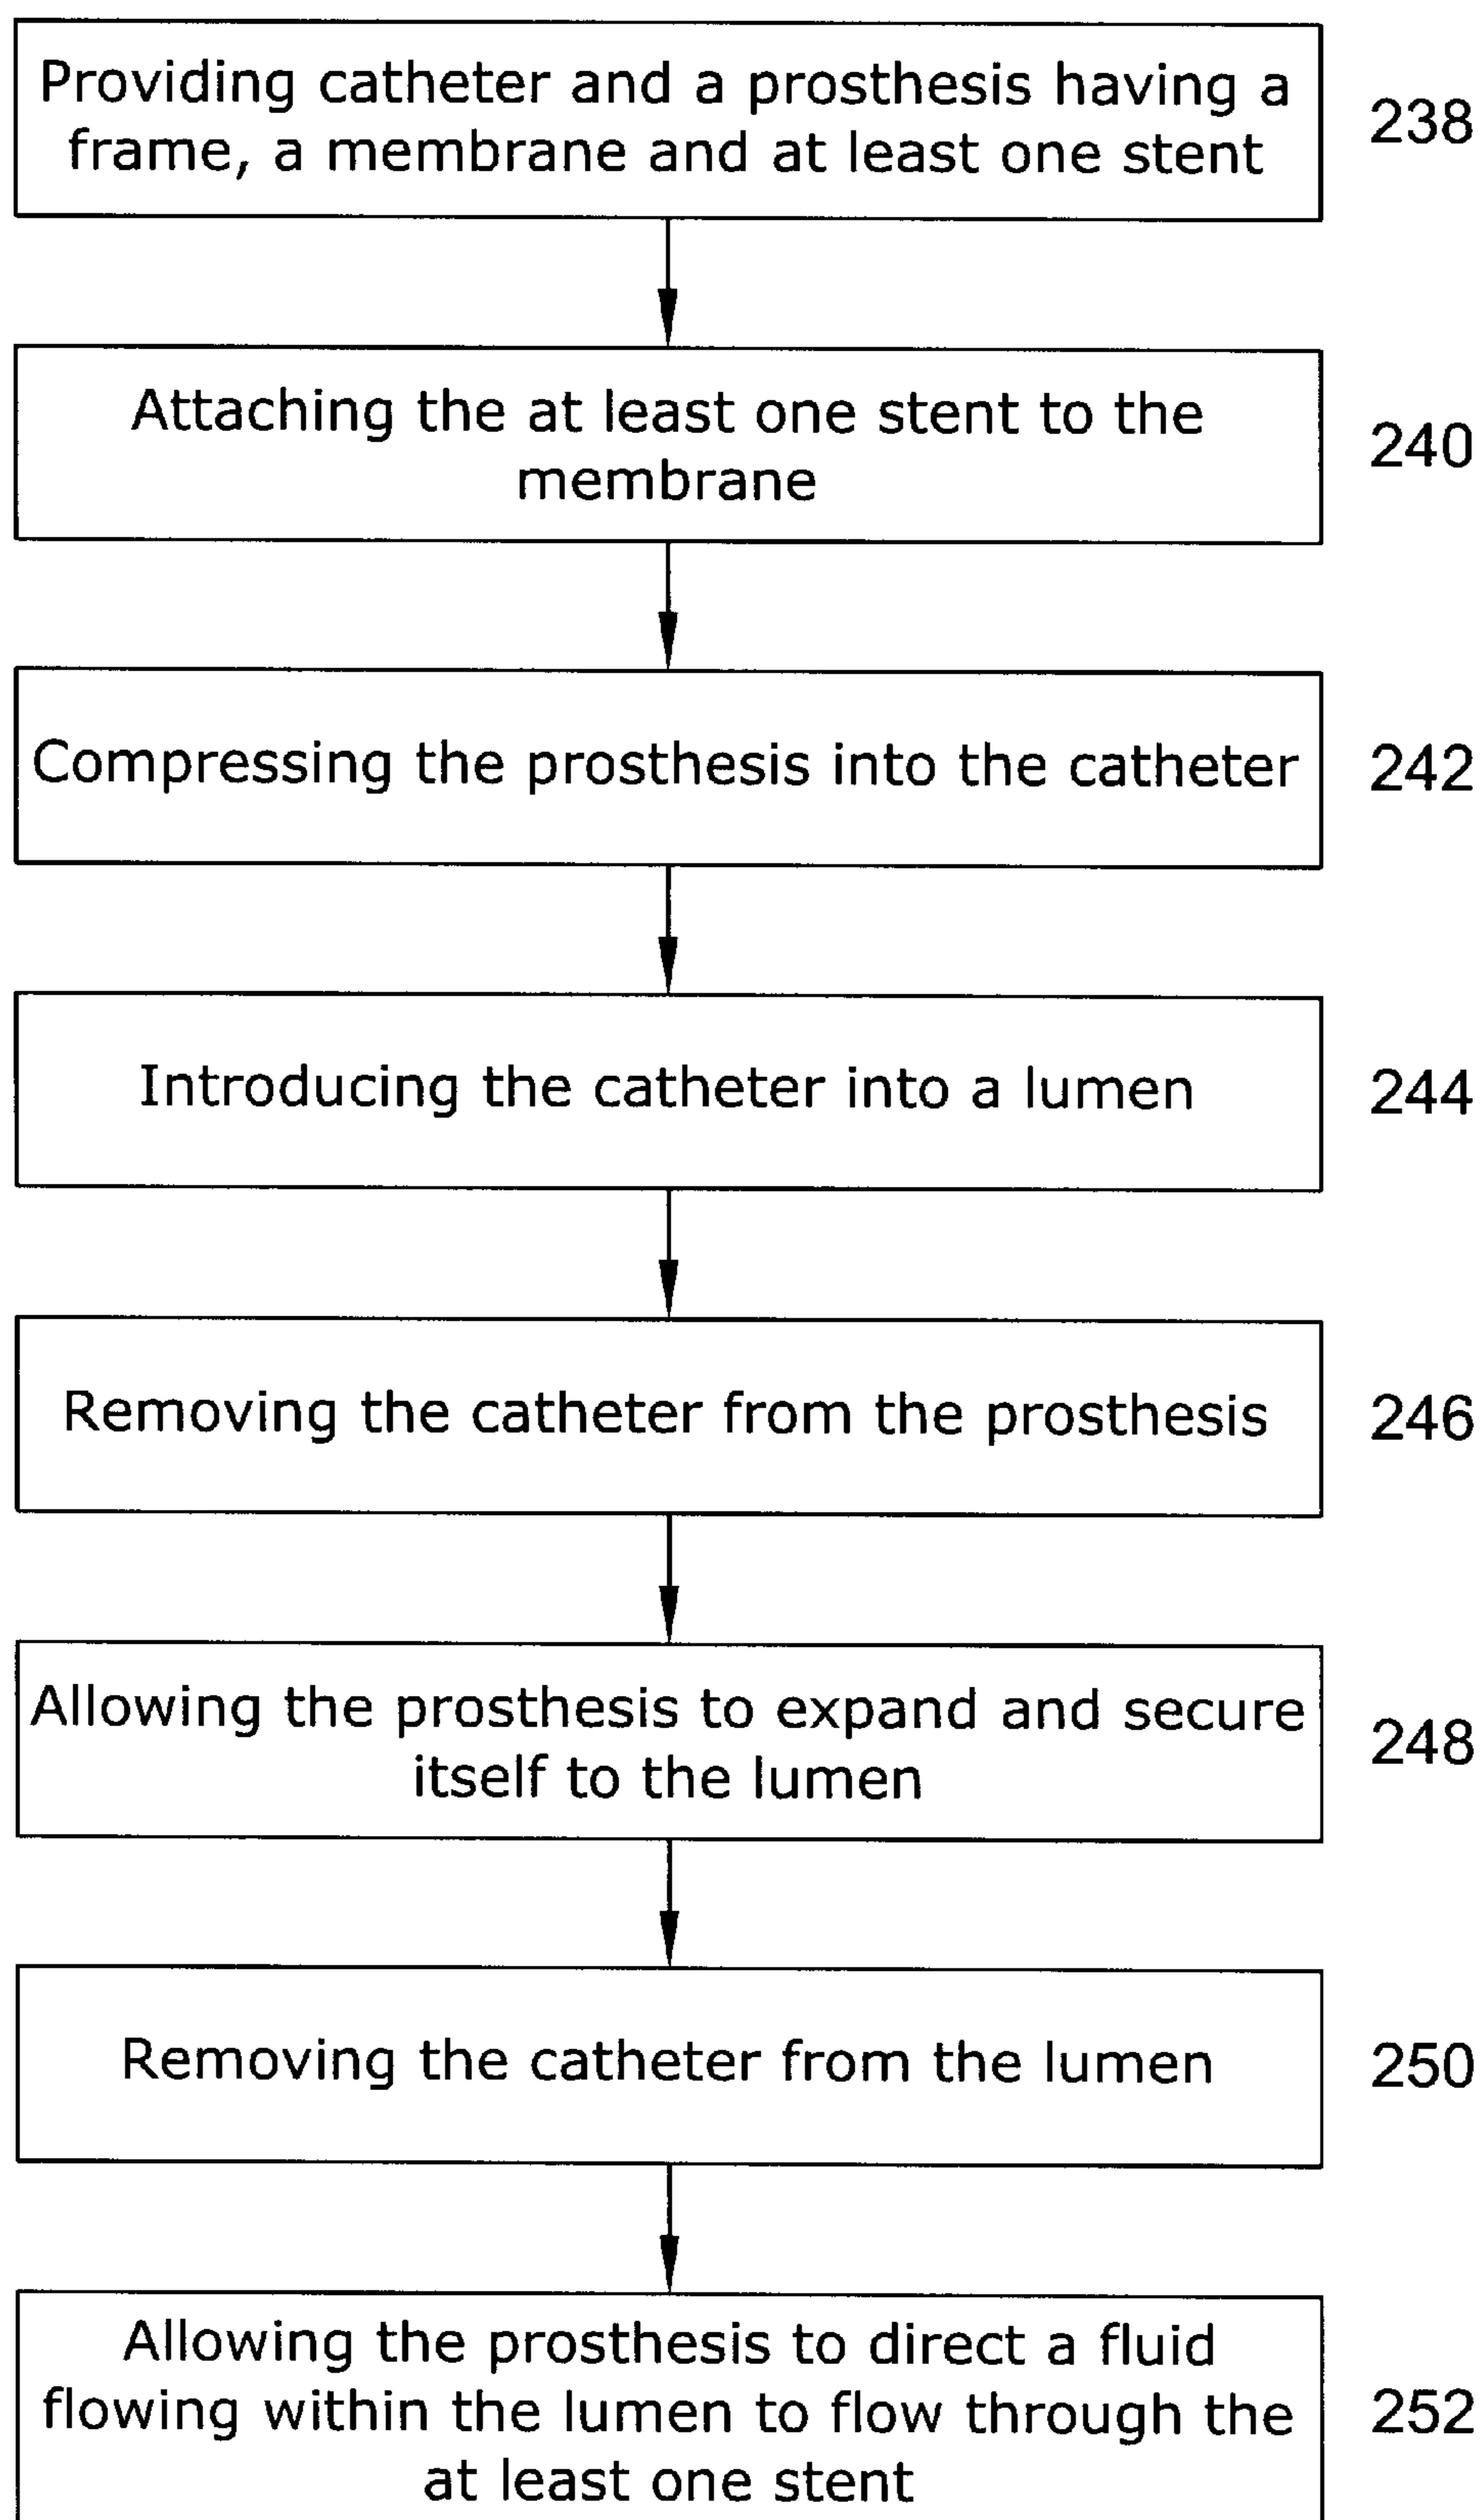 Providing catheter and a prosthesis having a
frame, a membrane and at least one stent
238
Attaching the at least one stent to the
membrane
240
Compressing the prosthesis into the catheter
242
Introducing the catheter into a lumen
244
Removing the catheter from the prosthesis
246
Allowing the prosthesis to expand and secure
itself to the lumen
248
Removing the catheter from the lumen
250
Allowing the prosthesis to direct a fluid
flowing within the lumen to flow through the
at least one stent
252